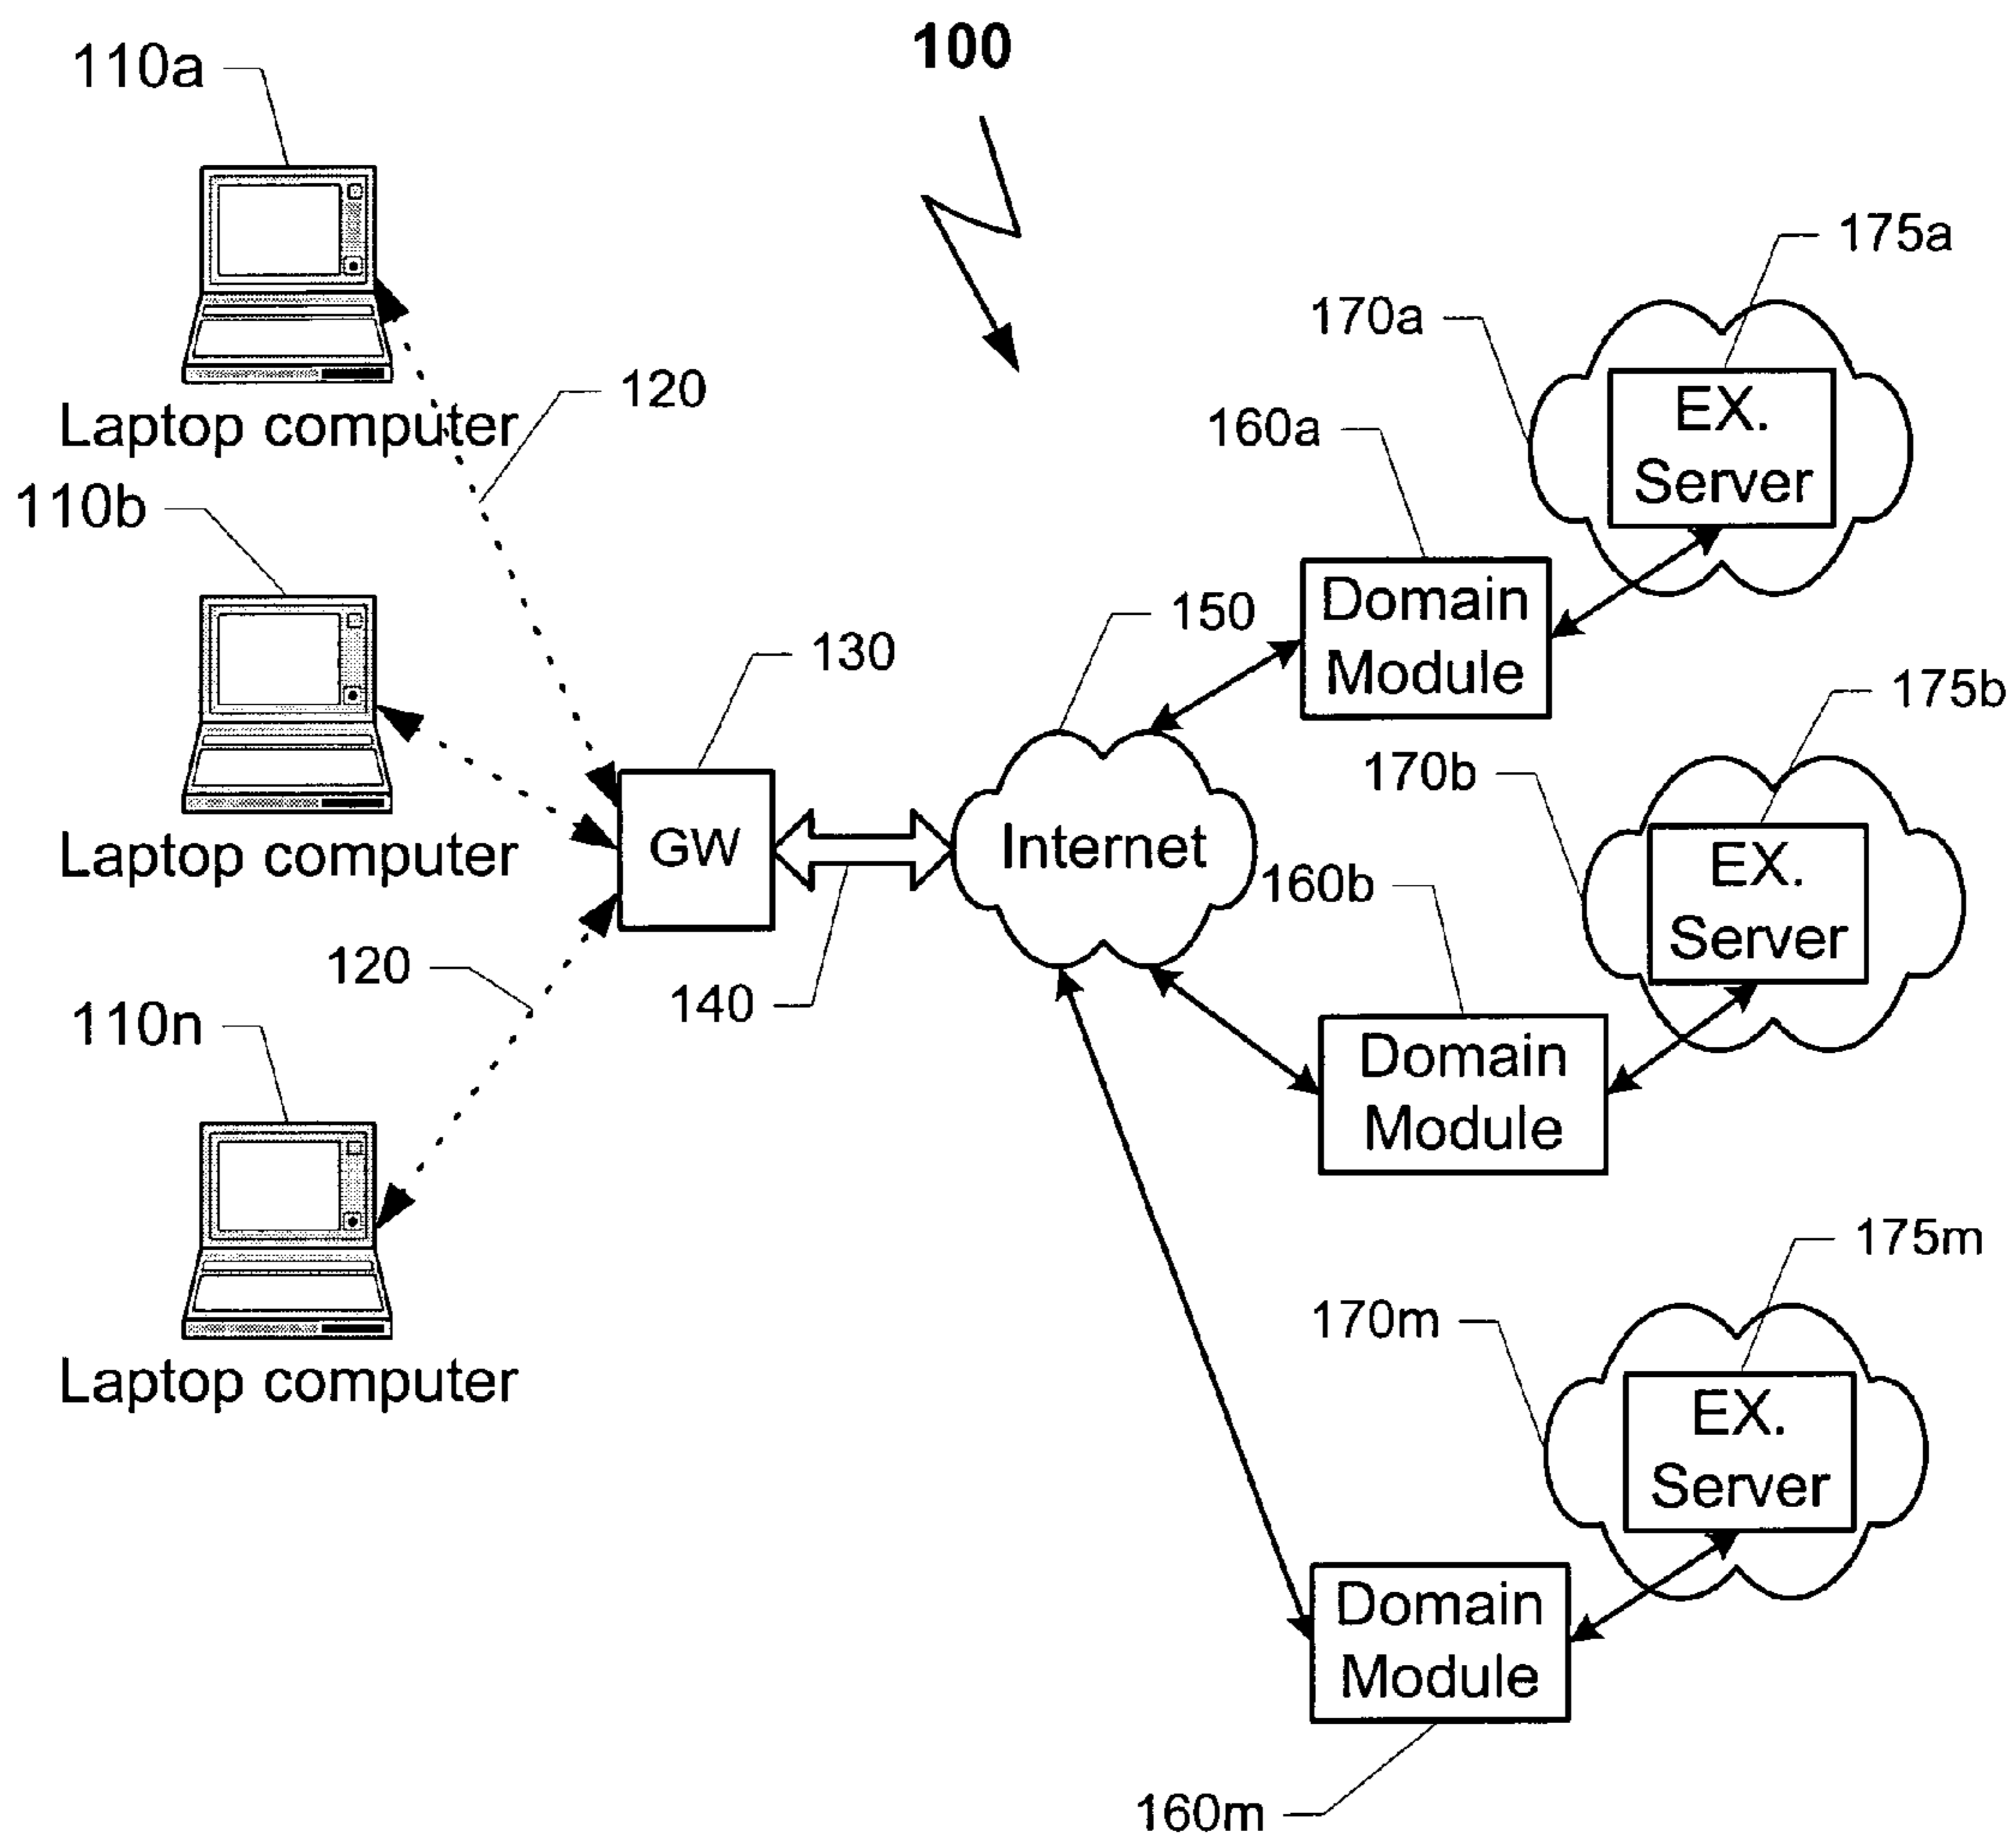 100
110a
Laptop computer
120
110b
Laptop computer
120
110n
Laptop computer
130
GW
140
150
Internet
160a
Domain
Module
170a
175a
EX.
Server
160b
Domain
Module
170b
175b
EX.
Server
160m
Domain
Module
170m
175m
EX.
Server